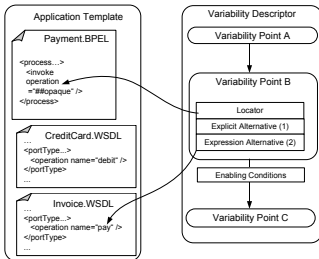 Application Template
Payment.BPEL
<process...>
<invoke
operation
="##opaque" />
</process>
CreditCard.WSDL
...
<portType...>
<operation name="debit" />
</portType>
...
Invoice.WSDL
...
<portType...>
<operation name="pay" />
</portType>
...
Variability Descriptor
Variability Point A
Variability Point B
Locator
Explicit Alternative (1)
Expression Alternative (2)
Enabling Conditions
Variability Point C